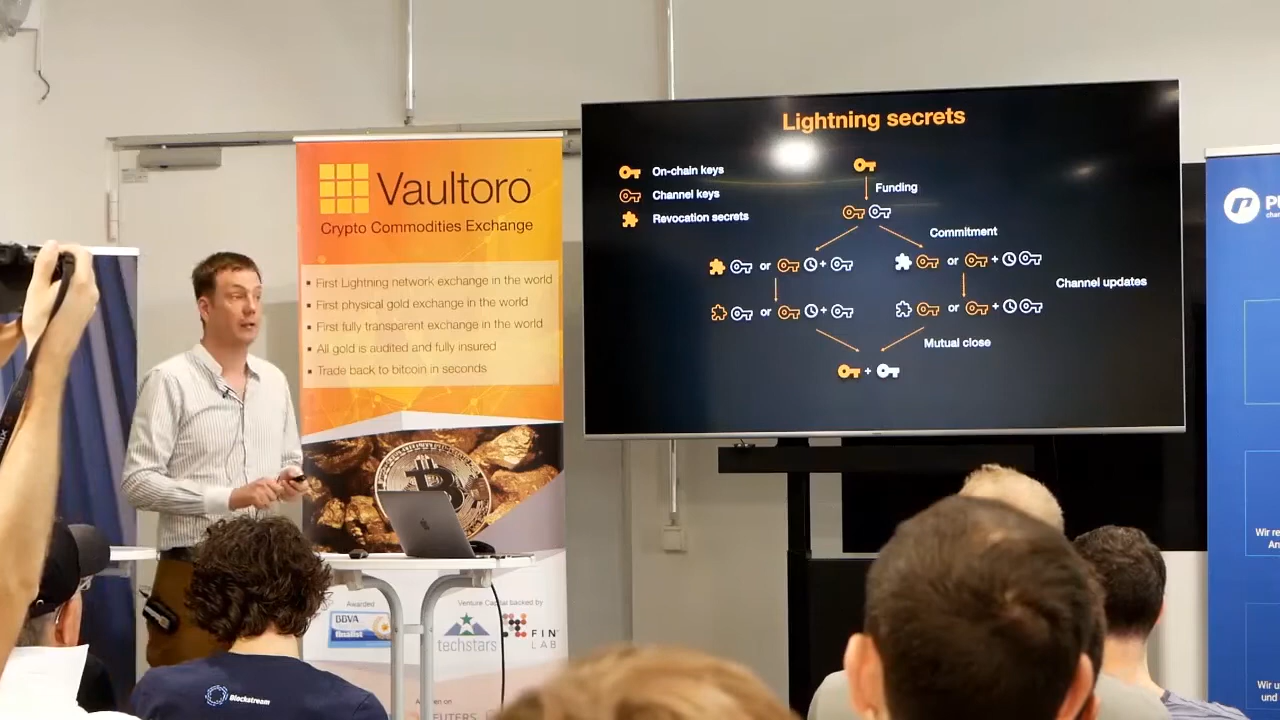 Vaultoro
Crypto Commodities Exchange
First Lightning network exchange in the world
First physical gold exchange in the world
First fully transparent exchange in the world
All gold is audited and fully insured
Trade back to bitcoin in seconds
Awarded
BBVA
finalist
Venture Capital backed by
techstars
FIN
LAB
Lightning secrets
On-chain keys
Channel keys
Revocation secrets
Funding
Commitment
or + or +
Channel updates
or + or +
Mutual close
+
Blockstream
Wir
Wir
und